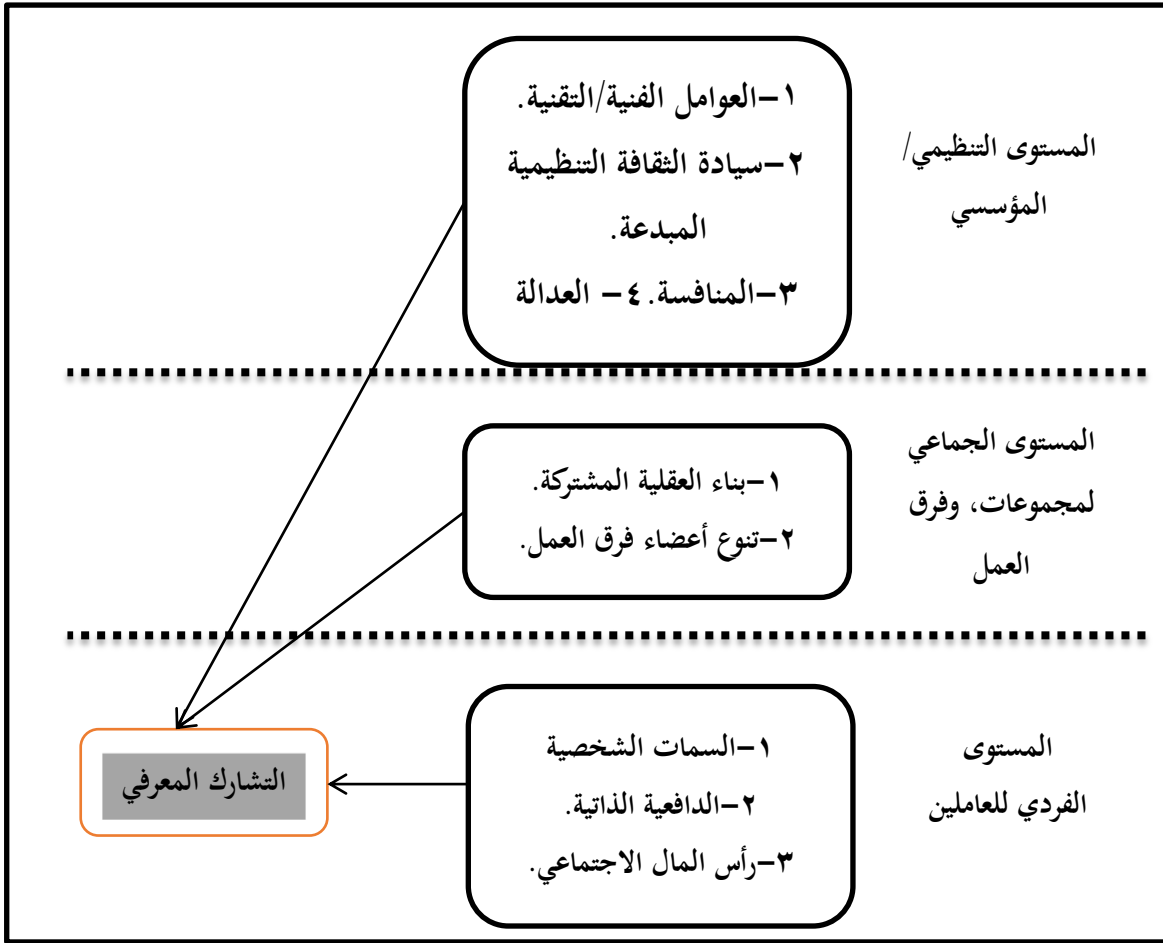 ١–العوامل الفنية/التقنية.
٢–سيادة الثقافة التنظيمية
المبدعة.
٣–المنافسة. ٤– العدالة
المستوى التنظيمي/
المؤسسي
١–بناء العقلية المشتركة.
٢–تنوع أعضاء فرق العمل.
المستوى الجماعي
لمجموعات، وفرق
العمل
١–السمات الشخصية
٢–الدافعية الذاتية.
٣–رأس المال الاجتماعي.
المستوى
الفردي للعاملين
التشارك المعرفي